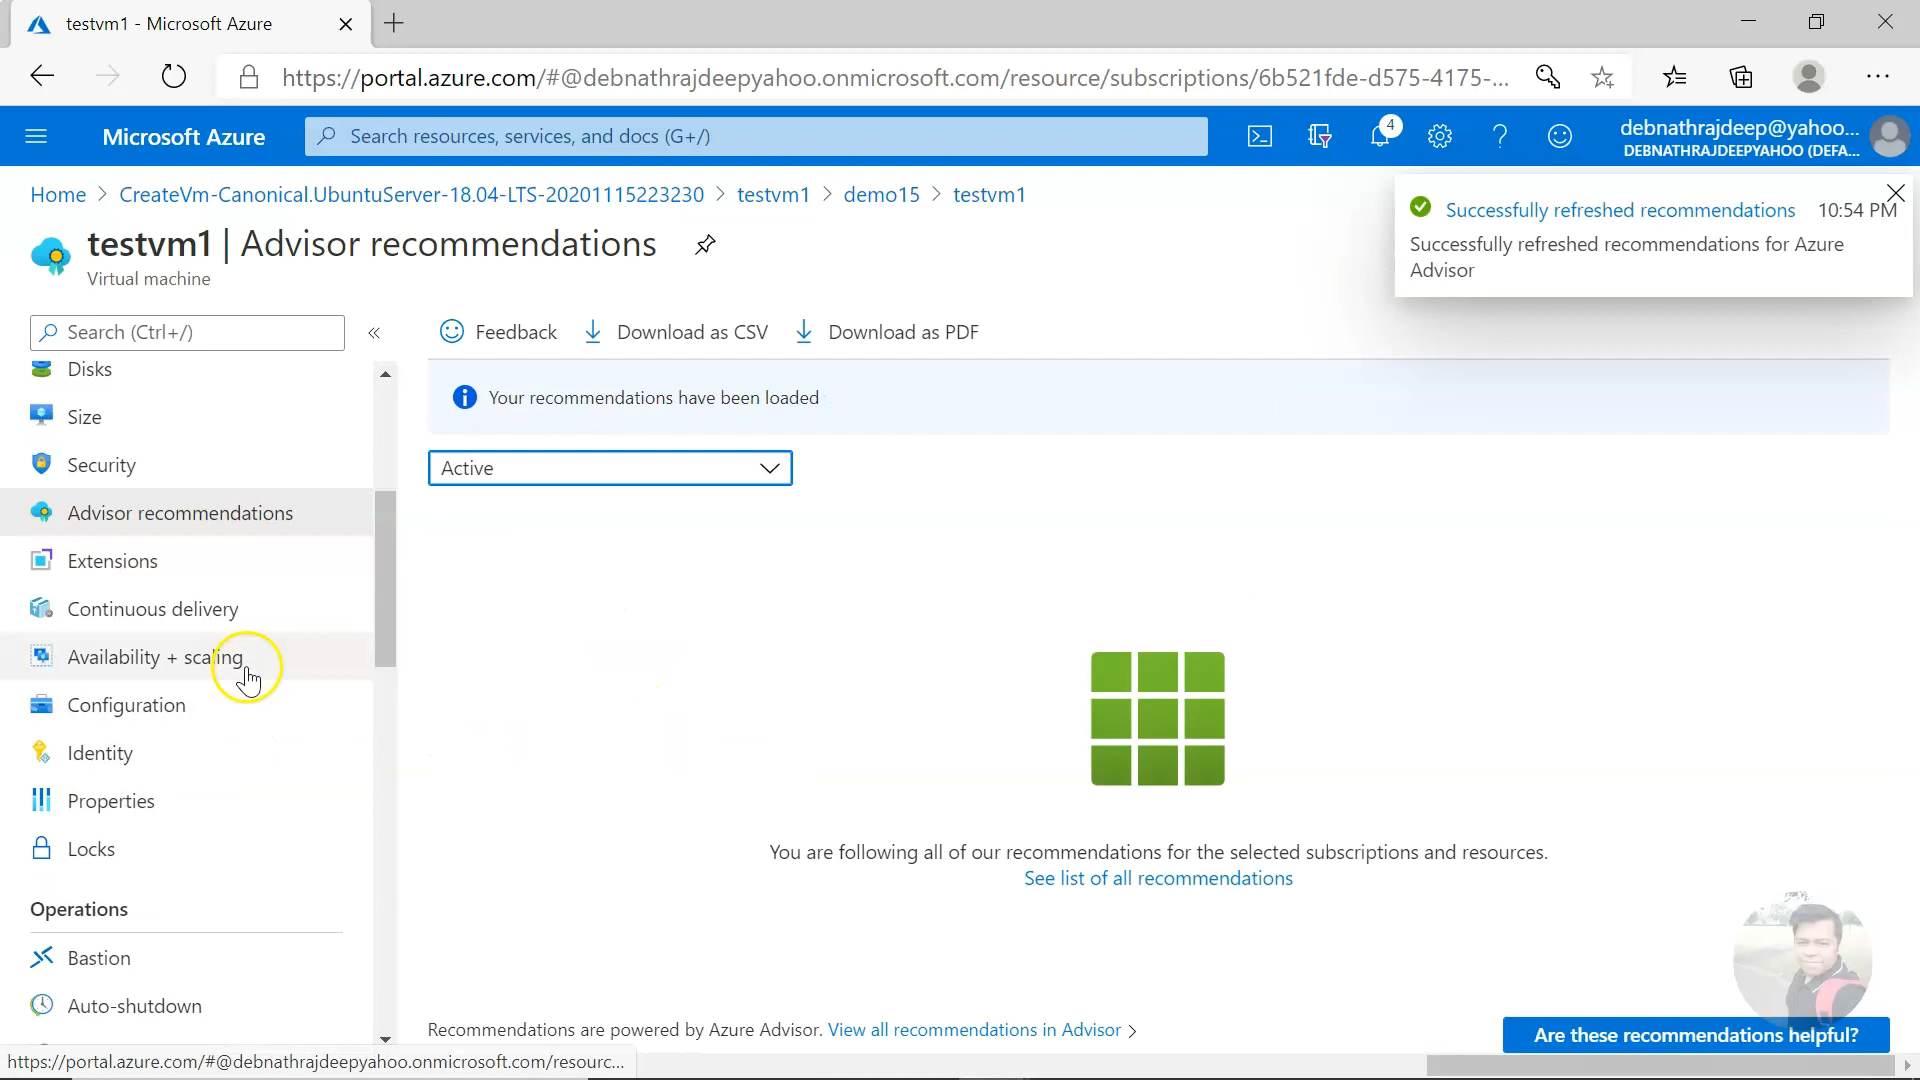 testvm1 - Microsoft Azure
https://portal.azure.com/#@debnathrajdeepyahoo.onmicrosoft.com/resource/subscriptions/6b521fde-d575-4175-...
Microsoft Azure
Search resources, services, and docs (G+/)
4
debnathrajdeep@yahoo...
DEBNATHRAJDEEPYAHOO (DEFA...
Home > CreateVm-Canonical.UbuntuServer-18.04-LTS-20201115223230 > testvm1 > demo15 > testvm1
Successfully refreshed recommendations 10:54 PM
Successfully refreshed recommendations for Azure
Advisor
testvm1 | Advisor recommendations
Virtual machine
Search (Ctrl+/)
Feedback
Download as CSV
Download as PDF
Your recommendations have been loaded
Active
Disks
Size
Security
Advisor recommendations
Extensions
Continuous delivery
Availability + scaling
Configuration
Identity
Properties
Locks
Operations
Bastion
Auto-shutdown
You are following all of our recommendations for the selected subscriptions and resources.
See list of all recommendations
Recommendations are powered by Azure Advisor. View all recommendations in Advisor >
Are these recommendations helpful?
https://portal.azure.com/#@debnathrajdeepyahoo.onmicrosoft.com/resourc...